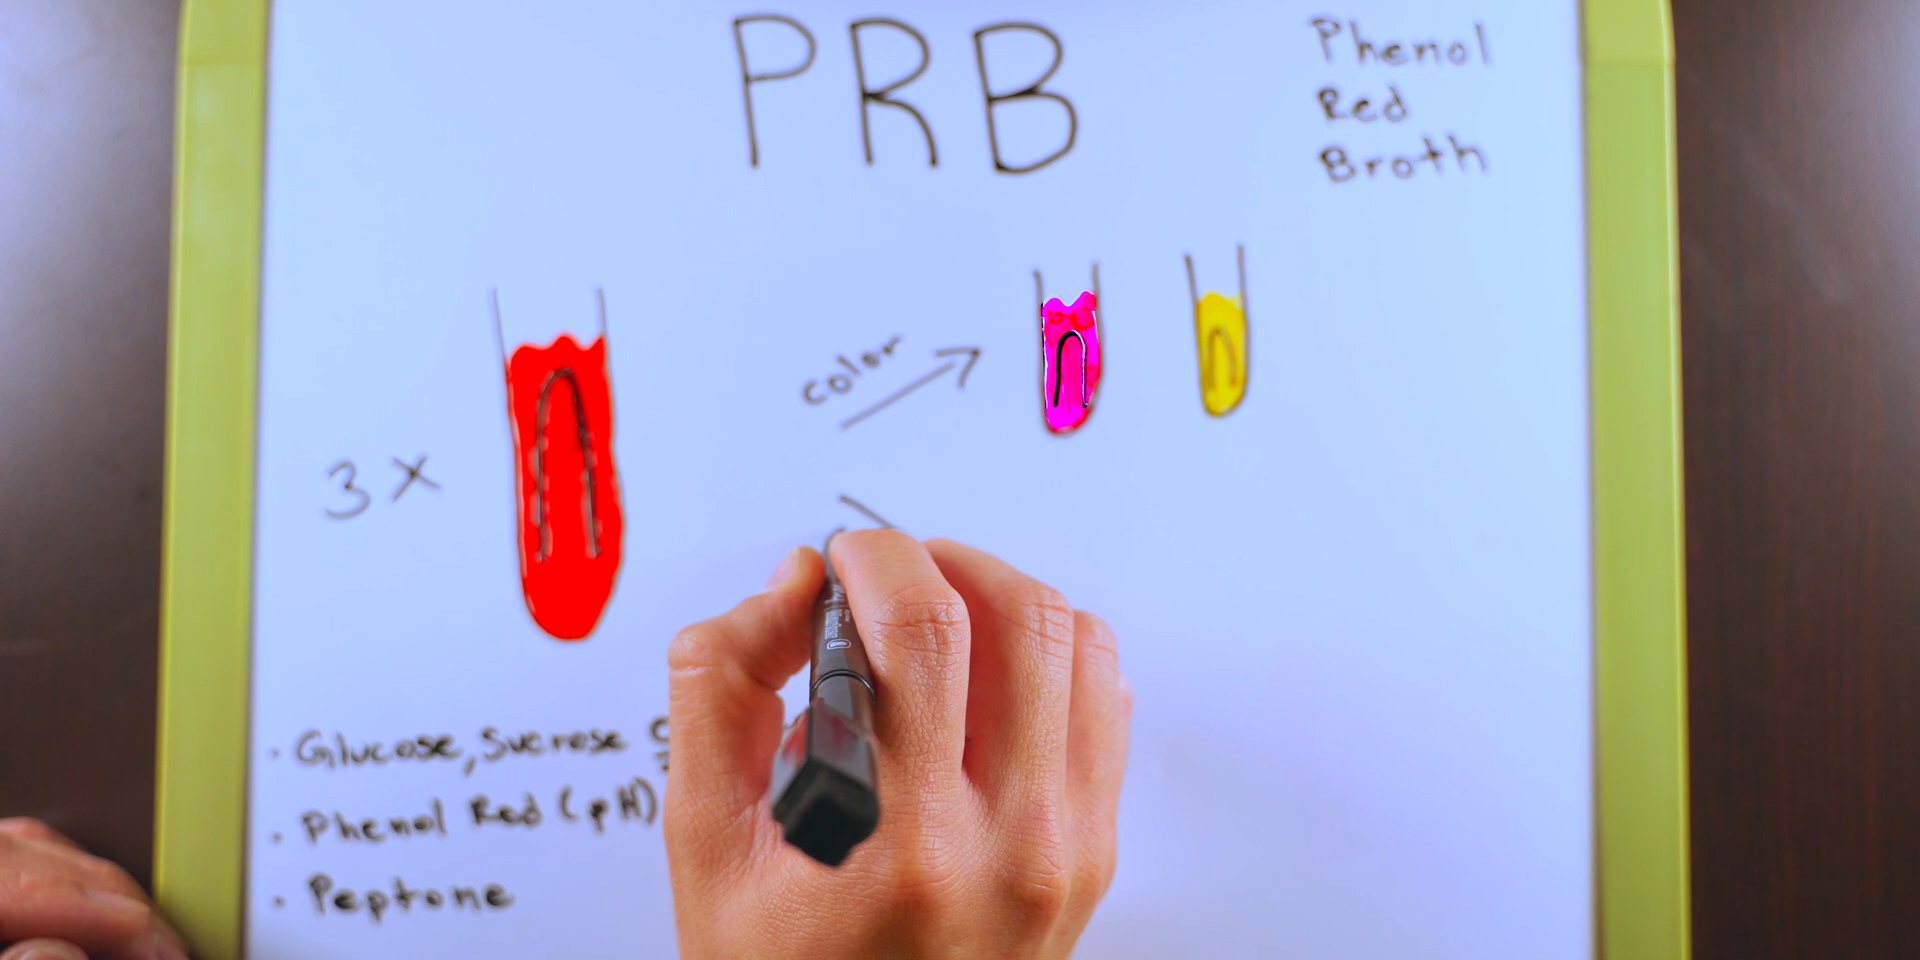 PRB
Phenol
Red
Broth
color
3 x
· Glucose, Sucrose
· Phenol Red (pH)
· Peptone